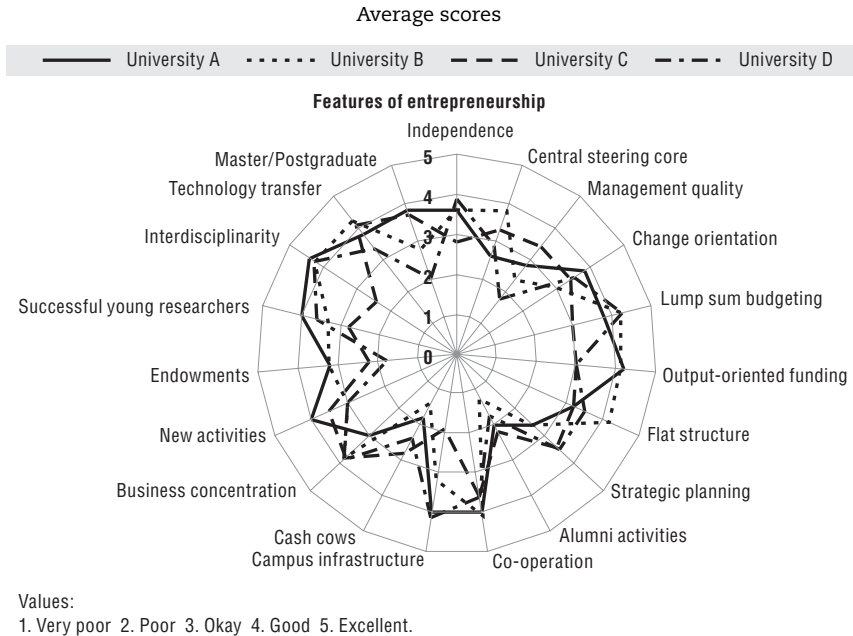 Average scores
University A University B University C University D
Features of entrepreneurship
Independence
Master/Postgraduate
Central steering core
Technology transfer
Management quality
Interdisciplinarity
Change orientation
Successful young researchers
Lump sum budgeting
Endowments
Output-oriented funding
New activities
Flat structure
Business concentration
Strategic planning
Cash cows
Alumni activities
Campus infrastructure
Co-operation
5
4
3
2
1
0
Values:
1. Very poor 2. Poor 3. Okay 4. Good 5. Excellent.